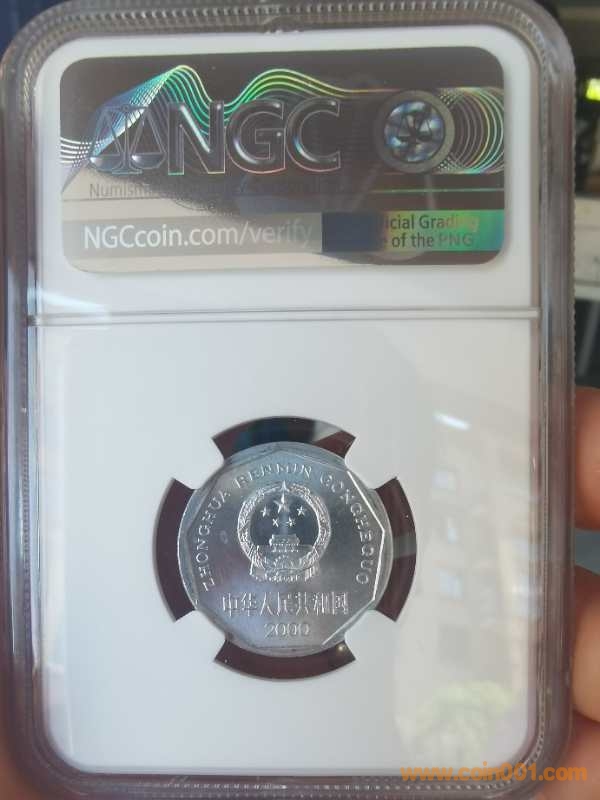 NGC
NGCcoin.com/verify
icial Grading
e of the PNG
ZHONGHUA RENMIN GONGHEGUO
中华人民共和国
2000
www.coin001.com